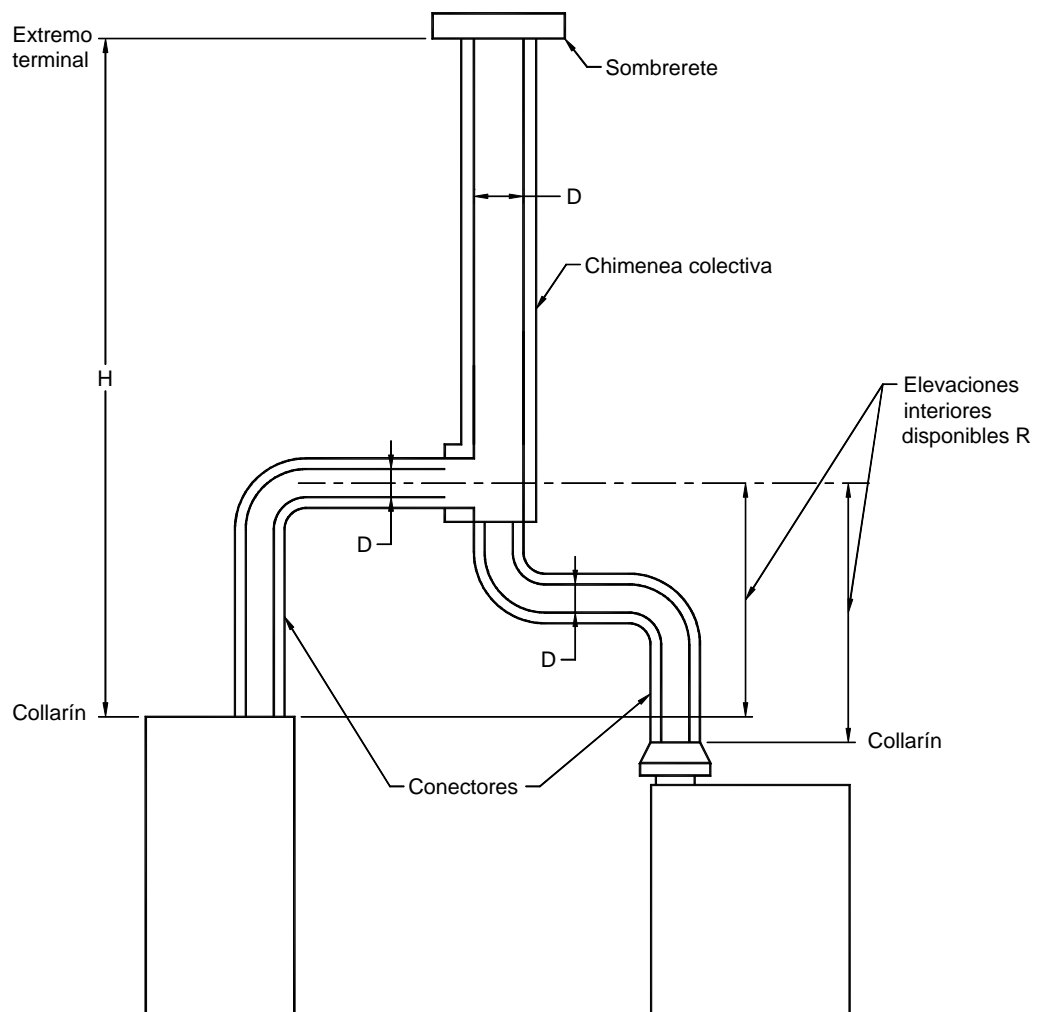 Extremo
terminal
Sombrerete
D
Chimenea colectiva
H
Elevaciones
interiores
disponibles R
D
D
Collarín
Collarín
Conectores